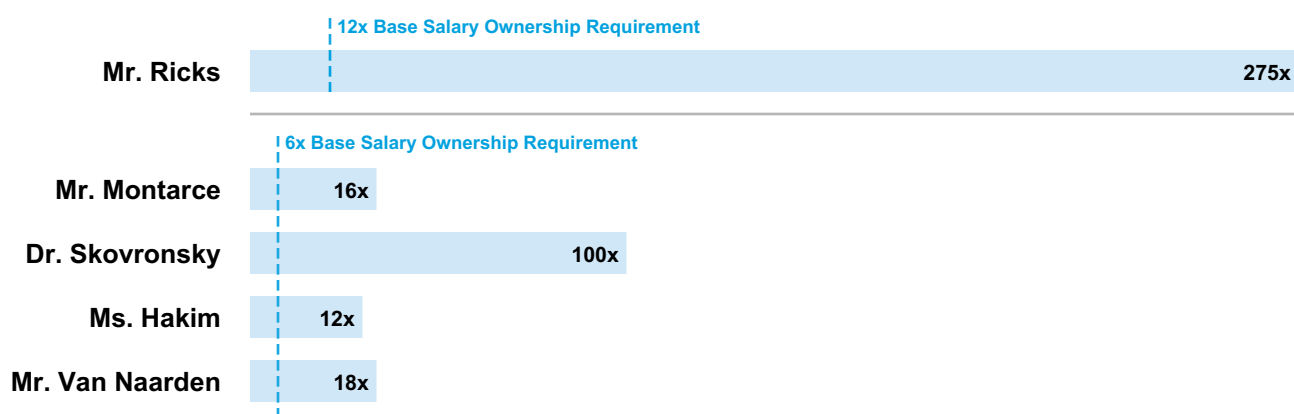 12x Base Salary Ownership Requirement
Mr. Ricks 275x
6x Base Salary Ownership Requirement
Mr. Montarce 16x
Dr. Skovronsky 100x
Ms. Hakim 12x
Mr. Van Naarden 18x